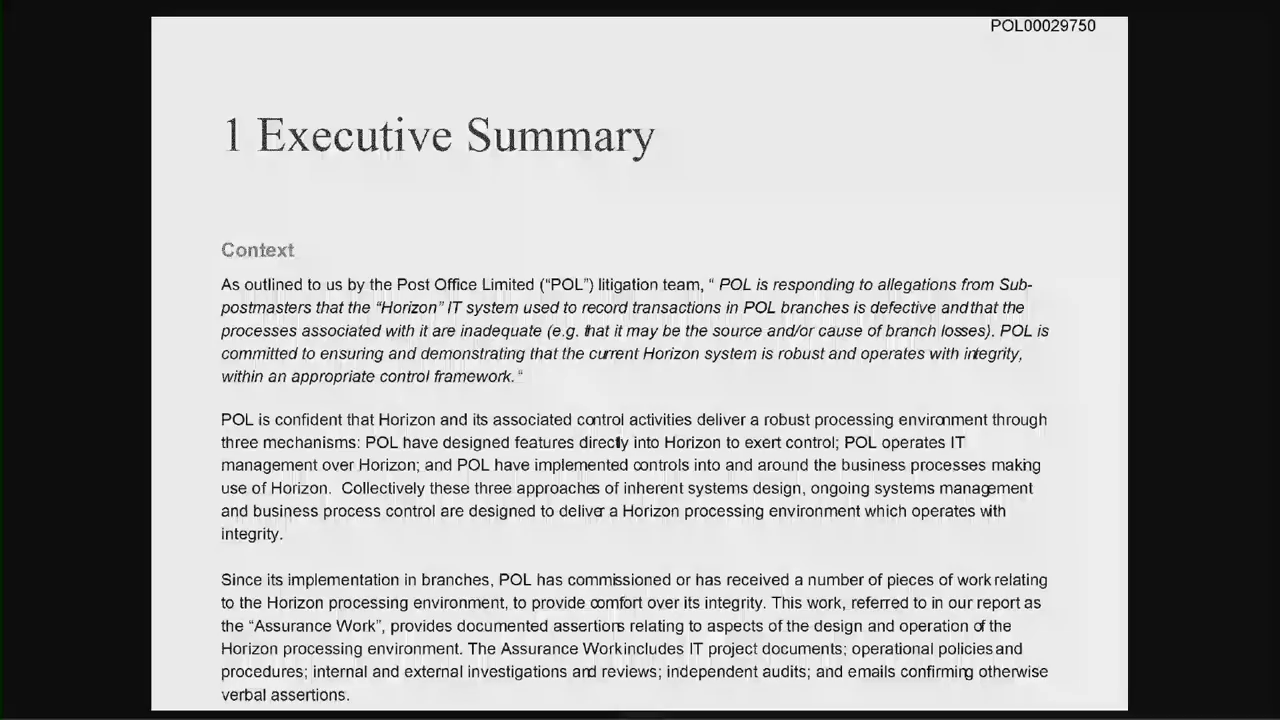 POL00029750
1 Executive Summary
Context
As outlined to us by the Post Office Limited (“POL”) litigation team, “ POL is responding to allegations from Sub-
postmasters that the “Horizon” IT system used to record transactions in POL branches is defective and that the
processes associated with it are inadequate (e.g. that it may be the source and/or cause of branch losses). POL is
committed to ensuring and demonstrating that the current Horizon system is robust and operates with integrity,
within an appropriate control framework. “
POL is confident that Horizon and its associated control activities deliver a robust processing environment through
three mechanisms: POL have designed features directly into Horizon to exert control; POL operates IT
management over Horizon; and POL have implemented controls into and around the business processes making
use of Horizon. Collectively these three approaches of inherent systems design, ongoing systems management
and business process control are designed to deliver a Horizon processing environment which operates with
integrity.
Since its implementation in branches, POL has commissioned or has received a number of pieces of work relating
to the Horizon processing environment, to provide comfort over its integrity. This work, referred to in our report as
the “Assurance Work”, provides documented assertions relating to aspects of the design and operation of the
Horizon processing environment. The Assurance Work includes IT project documents; operational policies and
procedures; internal and external investigations and reviews; independent audits; and emails confirming otherwise
verbal assertions.